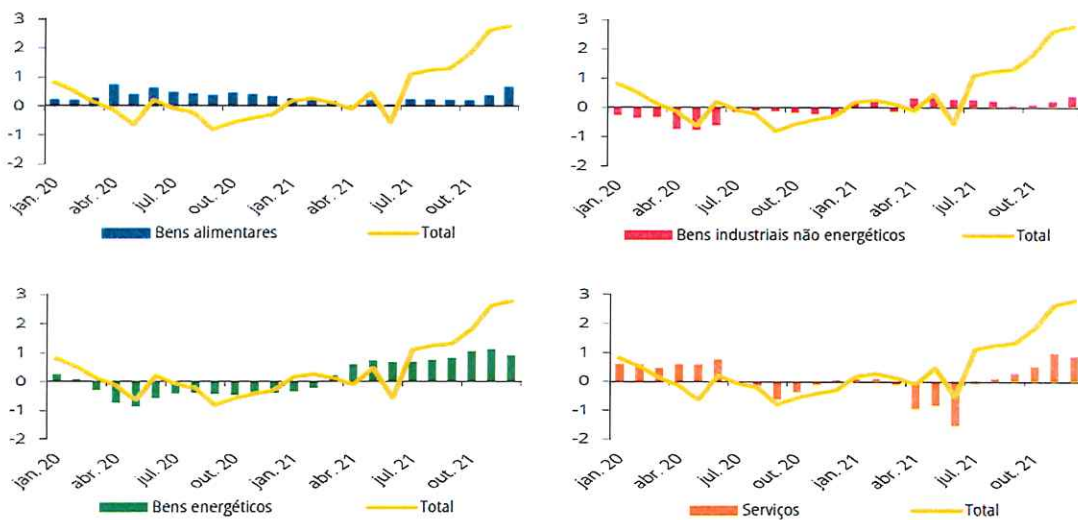 3
2
1
0
-1
-2
jan. 20
abr. 20
jul. 20
out. 20
jan. 21
abr. 21
jul. 21
out. 21
Bens alimentares
Total
3
2
1
0
-1
-2
jan. 20
abr. 20
jul. 20
out. 20
jan. 21
abr. 21
jul. 21
out. 21
Bens industriais não energéticos
Total
3
2
1
0
-1
-2
jan. 20
abr. 20
jul. 20
out. 20
jan. 21
abr. 21
jul. 21
out. 21
Bens energéticos
Total
3
2
1
0
-1
-2
jan. 20
abr. 20
jul. 20
out. 20
jan. 21
abr. 21
jul. 21
out. 21
Serviços
Total